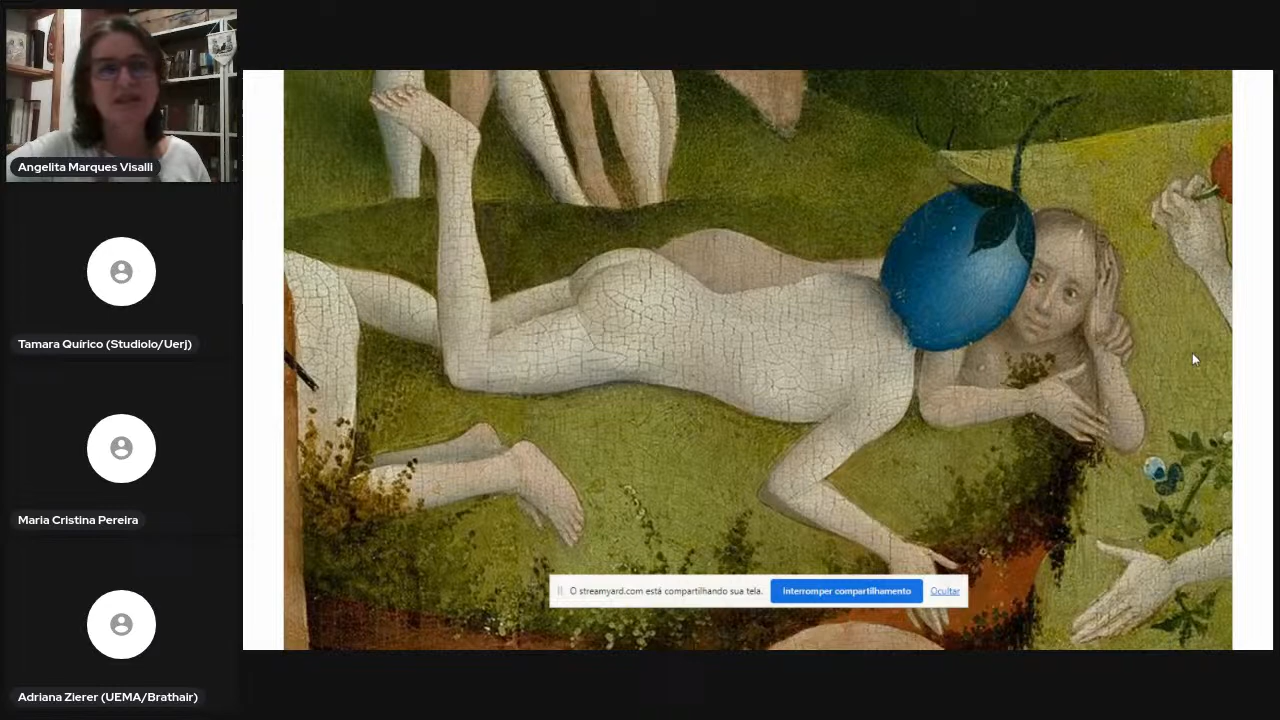 Angelita Marques Visalli
Tamara Quírico (Studiolo/Uerj)
Maria Cristina Pereira
Adriana Zierer (UEMA/Brathair)
O streamyard.com está compartilhando sua tela. Interromper compartilhamento Ocultar